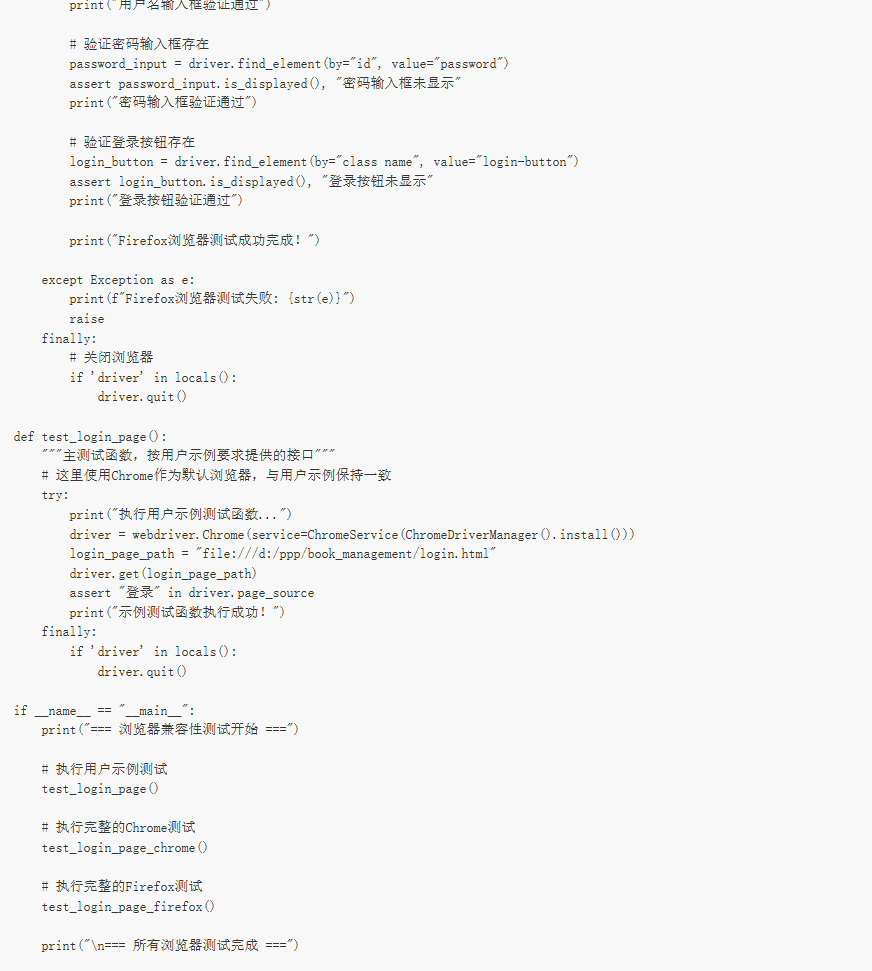 print("用户名输入框验证通过")
# 验证密码输入框存在
password_input = driver.find_element(by="id", value="password")
assert password_input.is_displayed(), "密码输入框未显示"
print("密码输入框验证通过")
# 验证登录按钮存在
login_button = driver.find_element(by="class name", value="login-button")
assert login_button.is_displayed(), "登录按钮未显示"
print("登录按钮验证通过")
print("Firefox浏览器测试成功完成！")
except Exception as e:
print(f"Firefox浏览器测试失败: {str(e)}")
raise
finally:
# 关闭浏览器
if 'driver' in locals():
driver.quit()
def test_login_page():
"""主测试函数，按用户示例要求提供的接口"""
# 这里使用Chrome作为默认浏览器，与用户示例保持一致
try:
print("执行用户示例测试函数...")
driver = webdriver.Chrome(service=ChromeService(ChromeDriverManager().install()))
login_page_path = "file:///d:/ppp/book_management/login.html"
driver.get(login_page_path)
assert "登录" in driver.page_source
print("示例测试函数执行成功！")
finally:
if 'driver' in locals():
driver.quit()
if __name__ == "__main__":
print("=== 浏览器兼容性测试开始 ===")
# 执行用户示例测试
test_login_page()
# 执行完整的Chrome测试
test_login_page_chrome()
# 执行完整的Firefox测试
test_login_page_firefox()
print("\n=== 所有浏览器测试完成 ===")